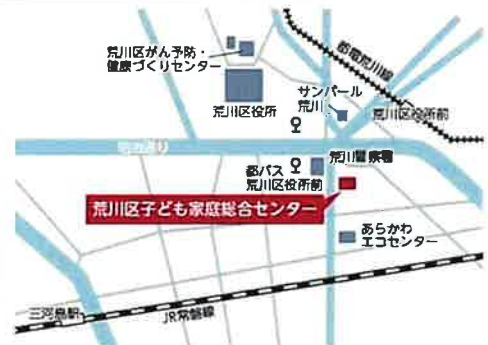 荒川区がん予防・
健康づくりセンター
都電荒川線
荒川区役所
サンパール
荒川
荒川区役所前
明治通り
都バス
荒川区役所前
荒川警察署
荒川区子ども家庭総合センター
あらかわ
エコセンター
三河島駅
JR常磐線